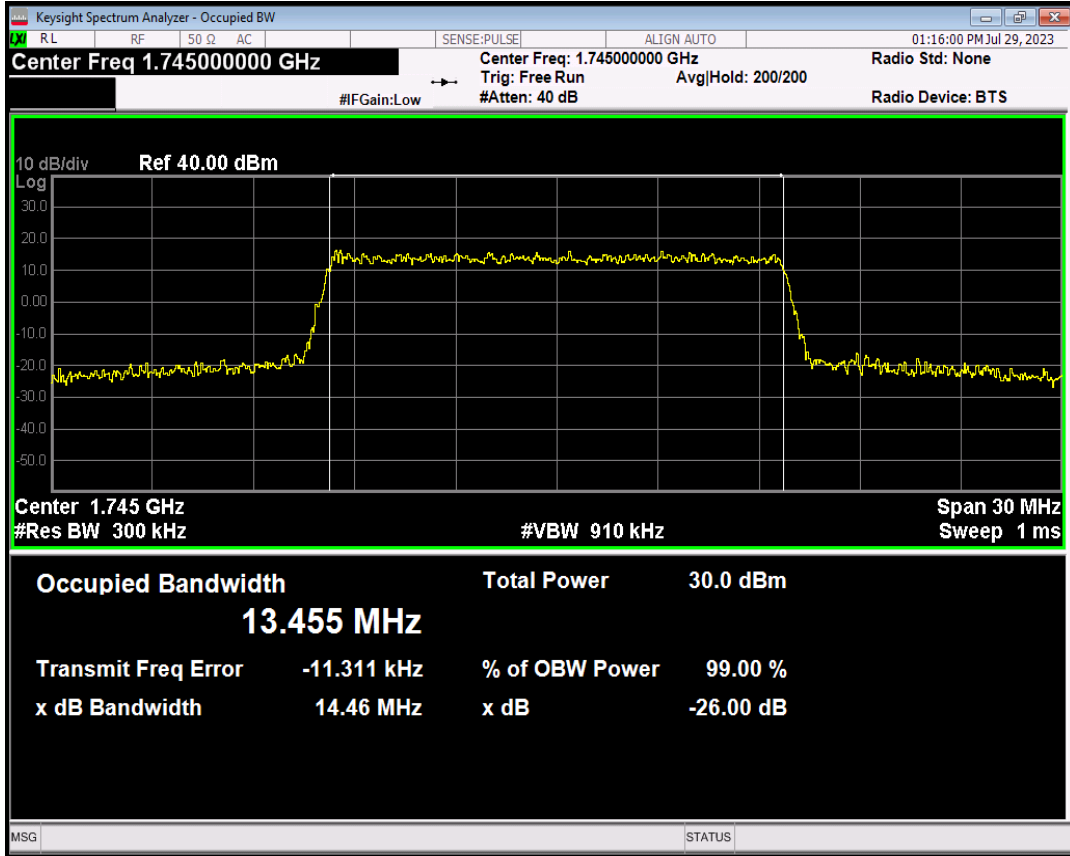 Keysight Spectrum Analyzer - Occupied BW
LXI RL RF 50 Ω AC SENSE:PULSE ALIGN AUTO 01:16:00 PM Jul 29, 2023
Center Freq 1.745000000 GHz Center Freq: 1.745000000 GHz Radio Std: None
Trig: Free Run Avg|Hold: 200/200
#IFGain:Low #Atten: 40 dB Radio Device: BTS
10 dB/div Ref 40.00 dBm
Log
30.0
20.0
10.0
0.00
-10.0
-20.0
-30.0
-40.0
-50.0
Center 1.745 GHz Span 30 MHz
#Res BW 300 kHz #VBW 910 kHz Sweep 1 ms
Occupied Bandwidth Total Power 30.0 dBm
13.455 MHz
Transmit Freq Error -11.311 kHz % of OBW Power 99.00 %
x dB Bandwidth 14.46 MHz x dB -26.00 dB
MSG STATUS